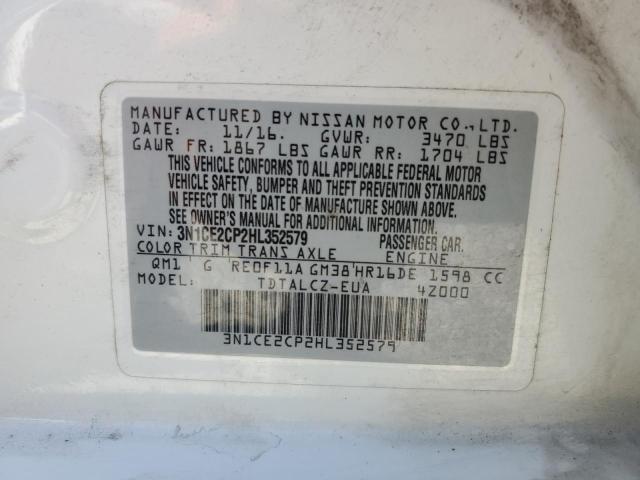 MANUFACTURED BY NISSAN MOTOR CO., LTD.
DATE: 11/16. GVWR: 3470 LBS
GAWR FR: 1867 LBS GAWR RR: 1704 LBS
THIS VEHICLE CONFORMS TO ALL APPLICABLE FEDERAL MOTOR
VEHICLE SAFETY, BUMPER AND THEFT PREVENTION STANDARDS
IN EFFECT ON THE DATE OF MANUFACTURE SHOWN ABOVE.
SEE OWNER'S MANUAL FOR ADDITIONAL INFORMATION.
VIN: 3N1CE2CP2HL352579 PASSENGER CAR.
COLOR TRIM TRANS AXLE ENGINE
QM1 G RE0F11A GM38 HR16DE 1598 CC
MODEL: TDTALCZ-EUA 42000
3N1CE2CP2HL352579